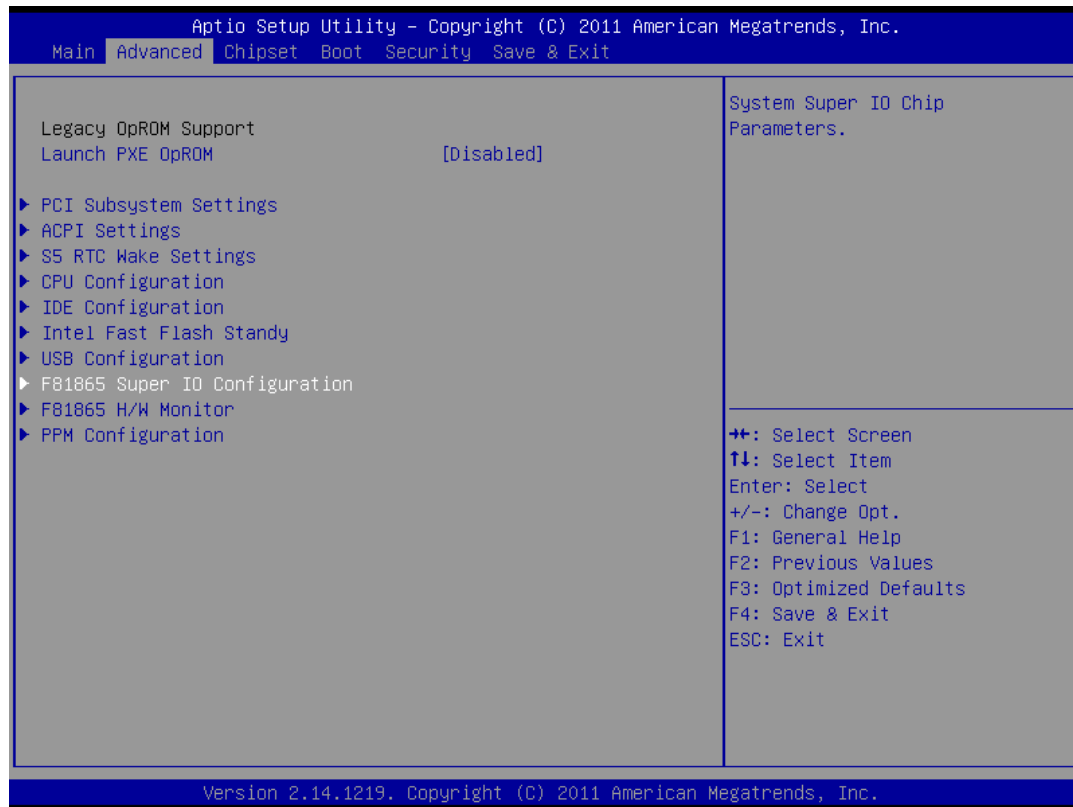 Aptio Setup Utility – Copyright (C) 2011 American Megatrends, Inc.
Main Advanced Chipset Boot Security Save & Exit
Legacy OpROM Support
Launch PXE OpROM [Disabled]
▶ PCI Subsystem Settings
▶ ACPI Settings
▶ S5 RTC Wake Settings
▶ CPU Configuration
▶ IDE Configuration
▶ Intel Fast Flash Standy
▶ USB Configuration
▶ F81865 Super IO Configuration
▶ F81865 H/W Monitor
▶ PPM Configuration
System Super IO Chip
Parameters.
→←: Select Screen
↑↓: Select Item
Enter: Select
+/-: Change Opt.
F1: General Help
F2: Previous Values
F3: Optimized Defaults
F4: Save & Exit
ESC: Exit
Version 2.14.1219. Copyright (C) 2011 American Megatrends, Inc.